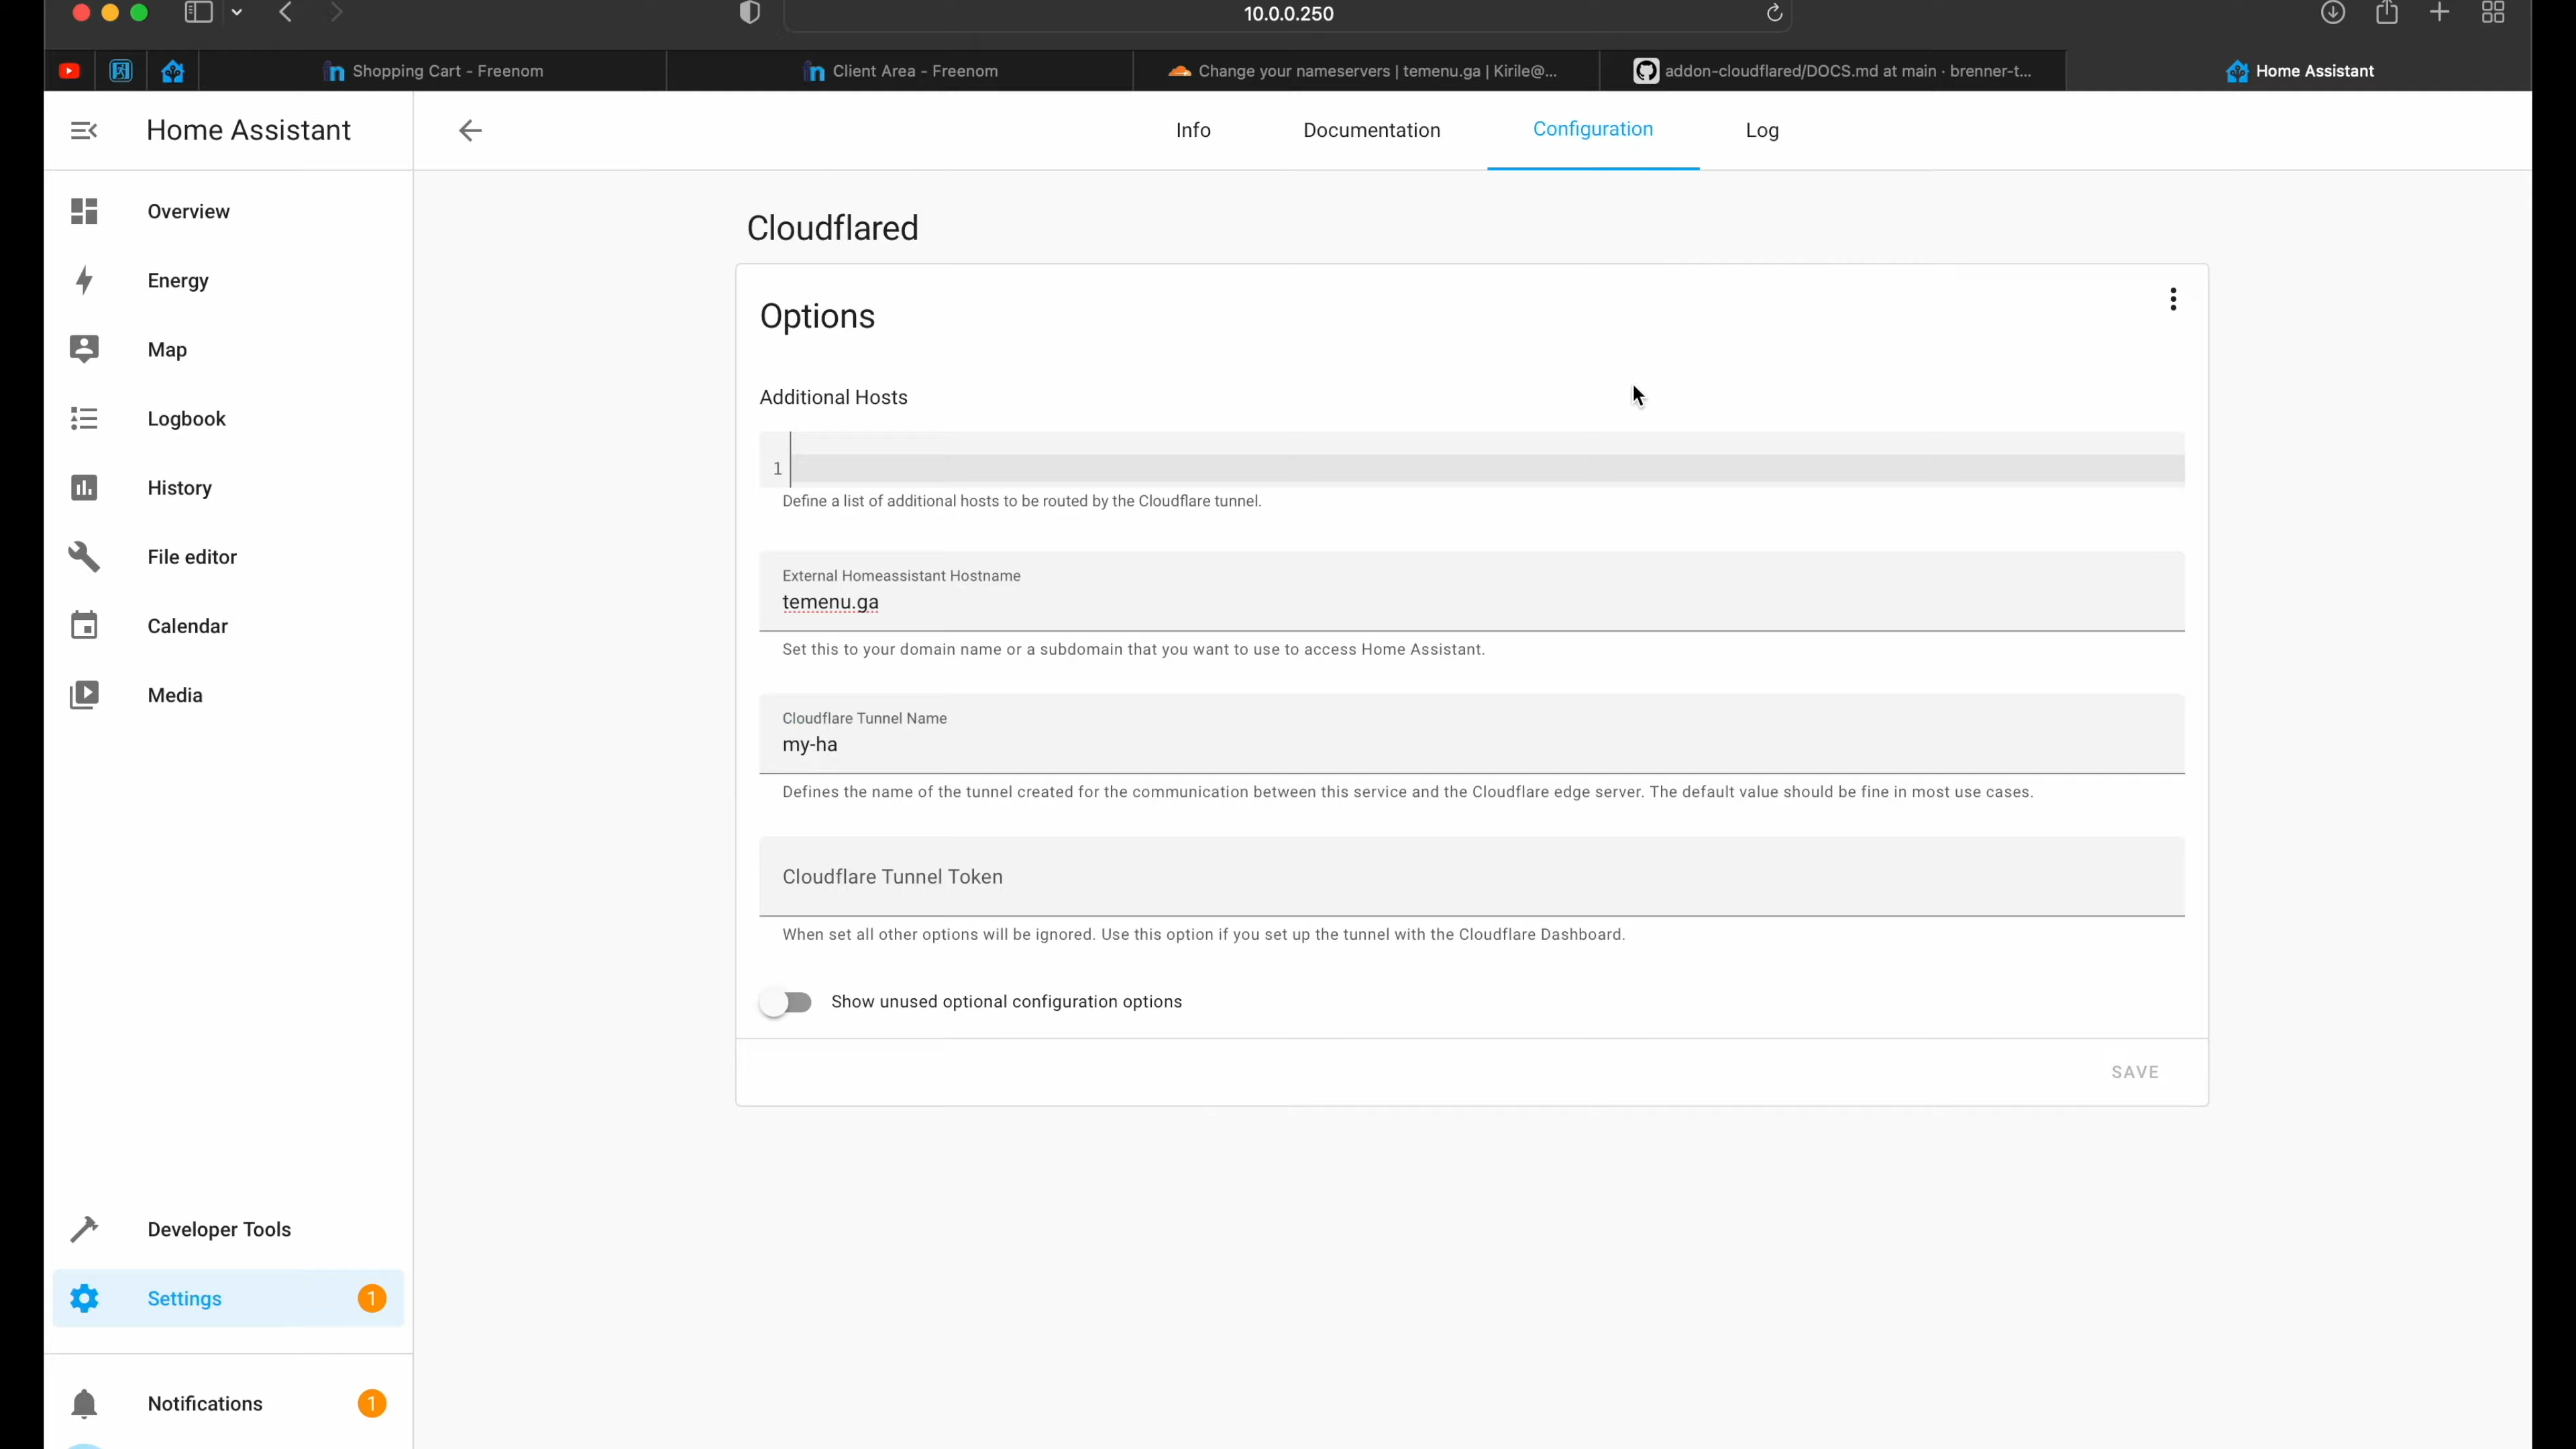 10.0.0.250
Shopping Cart - Freenom
Client Area - Freenom
Change your nameservers | temenu.ga | Kirile@...
addon-cloudflared/DOCS.md at main · brenner-t...
Home Assistant
Home Assistant
Info
Documentation
Configuration
Log
Overview
Energy
Map
Logbook
History
File editor
Calendar
Media
Developer Tools
Settings
1
Notifications
1
Cloudflared
Options
Additional Hosts
1
Define a list of additional hosts to be routed by the Cloudflare tunnel.
External Homeassistant Hostname
temenu.ga
Set this to your domain name or a subdomain that you want to use to access Home Assistant.
Cloudflare Tunnel Name
my-ha
Defines the name of the tunnel created for the communication between this service and the Cloudflare edge server. The default value should be fine in most use cases.
Cloudflare Tunnel Token
When set all other options will be ignored. Use this option if you set up the tunnel with the Cloudflare Dashboard.
Show unused optional configuration options
SAVE